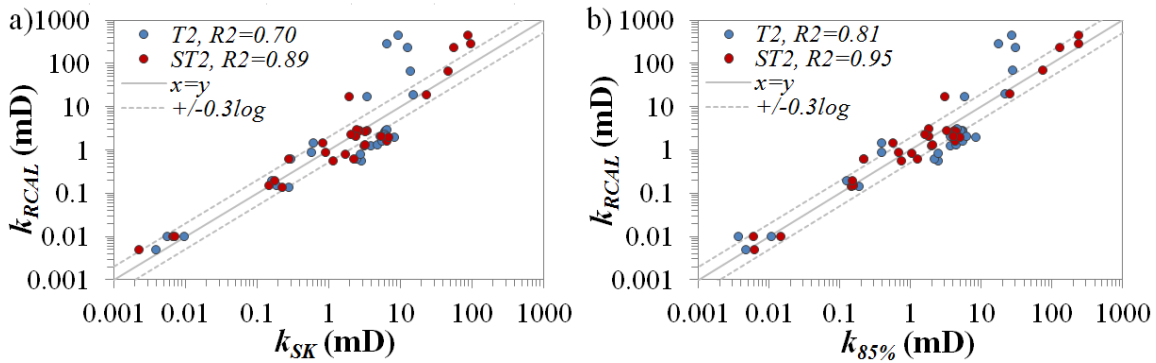 a)
1000
100
10
1
0.1
0.01
0.001
k_RCAL (mD)
T2, R2=0.70
ST2, R2=0.89
x=y
+/-0.3log
0.001 0.01 0.1 1 10 100 1000
k_SK (mD)
b)
1000
100
10
1
0.1
0.01
0.001
k_RCAL (mD)
T2, R2=0.81
ST2, R2=0.95
x=y
+/-0.3log
0.001 0.01 0.1 1 10 100 1000
k_85% (mD)